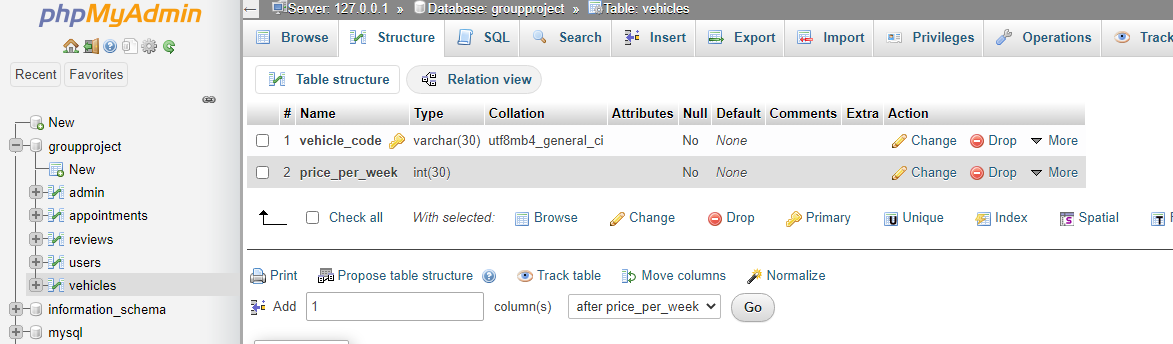 phpMyAdmin
Recent Favorites
New
groupproject
New
admin
appointments
reviews
users
vehicles
information_schema
mysql
Server: 127.0.0.1 » Database: groupproject » Table: vehicles
Browse Structure SQL Search Insert Export Import Privileges Operations Track
Table structure Relation view
# Name Type Collation Attributes Null Default Comments Extra Action
1 vehicle_code varchar(30) utf8mb4_general_ci No None Change Drop More
2 price_per_week int(30) No None Change Drop More
Check all With selected: Browse Change Drop Primary Unique Index Spatial
Print Propose table structure Track table Move columns Normalize
Add 1 column(s) after price_per_week Go